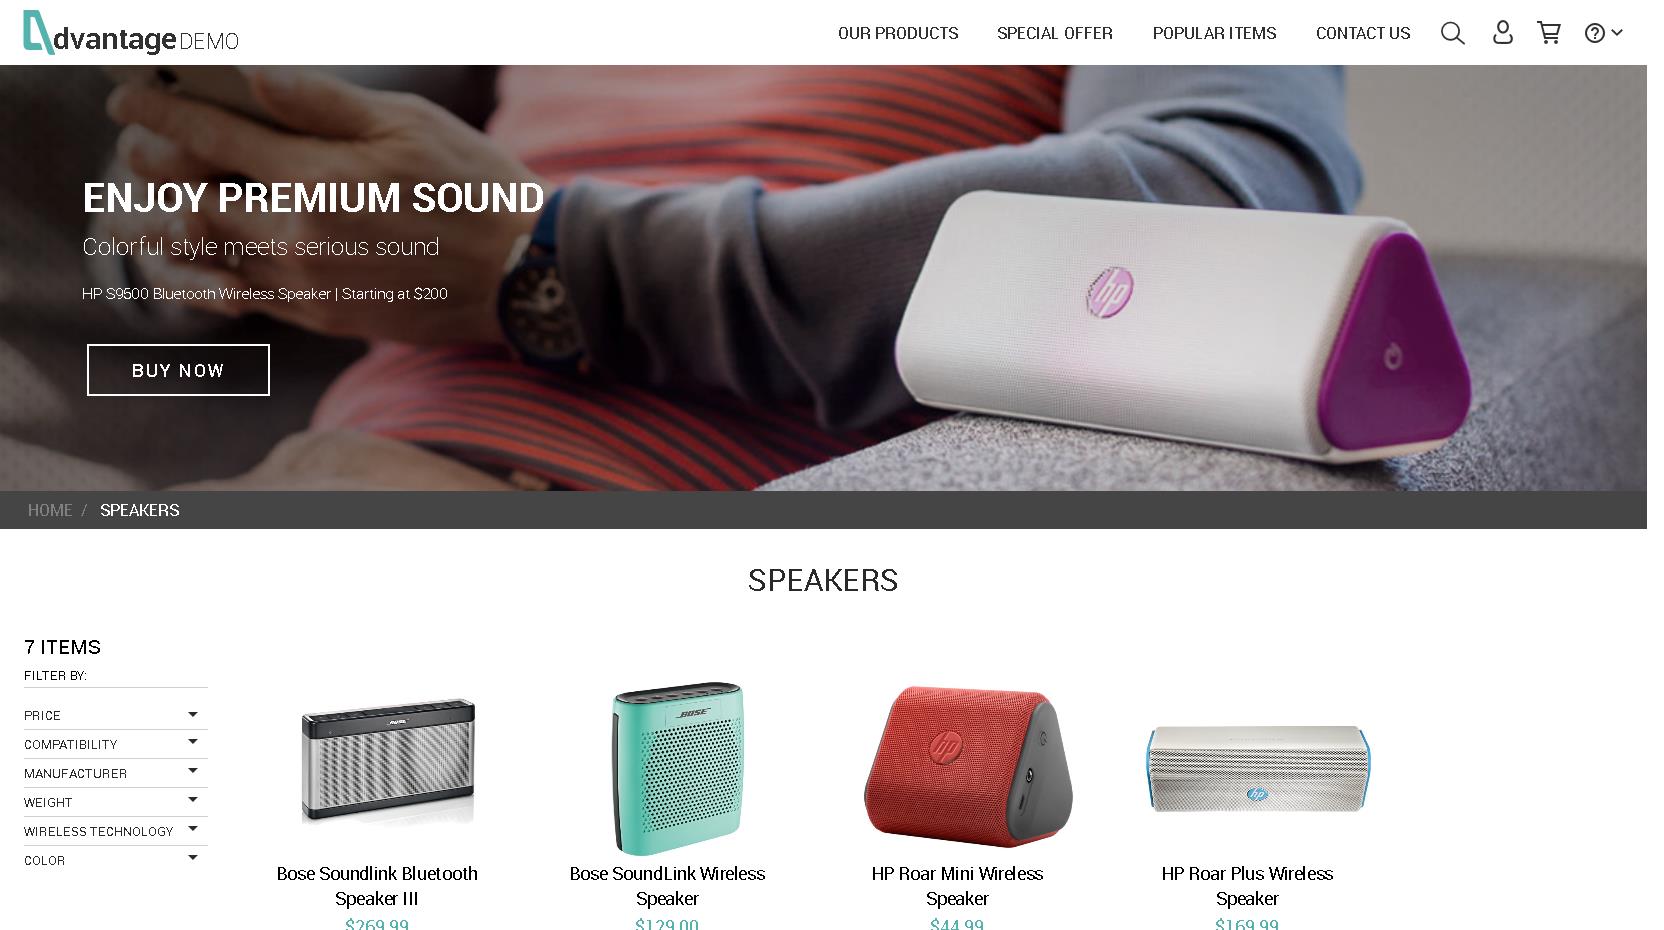 dvantage DEMO
OUR PRODUCTS
SPECIAL OFFER
POPULAR ITEMS
CONTACT US
ENJOY PREMIUM SOUND
Colorful style meets serious sound
HP S9500 Bluetooth Wireless Speaker | Starting at $200
BUY NOW
hp
HOME / SPEAKERS
SPEAKERS
7 ITEMS
FILTER BY:
PRICE
COMPATIBILITY
MANUFACTURER
WEIGHT
WIRELESS TECHNOLOGY
COLOR
BOSE
Bose Soundlink Bluetooth
Speaker III
$269.99
BOSE
Bose SoundLink Wireless
Speaker
$129.00
hp
HP Roar Mini Wireless
Speaker
$44.99
hp
HP Roar Plus Wireless
Speaker
$169.99